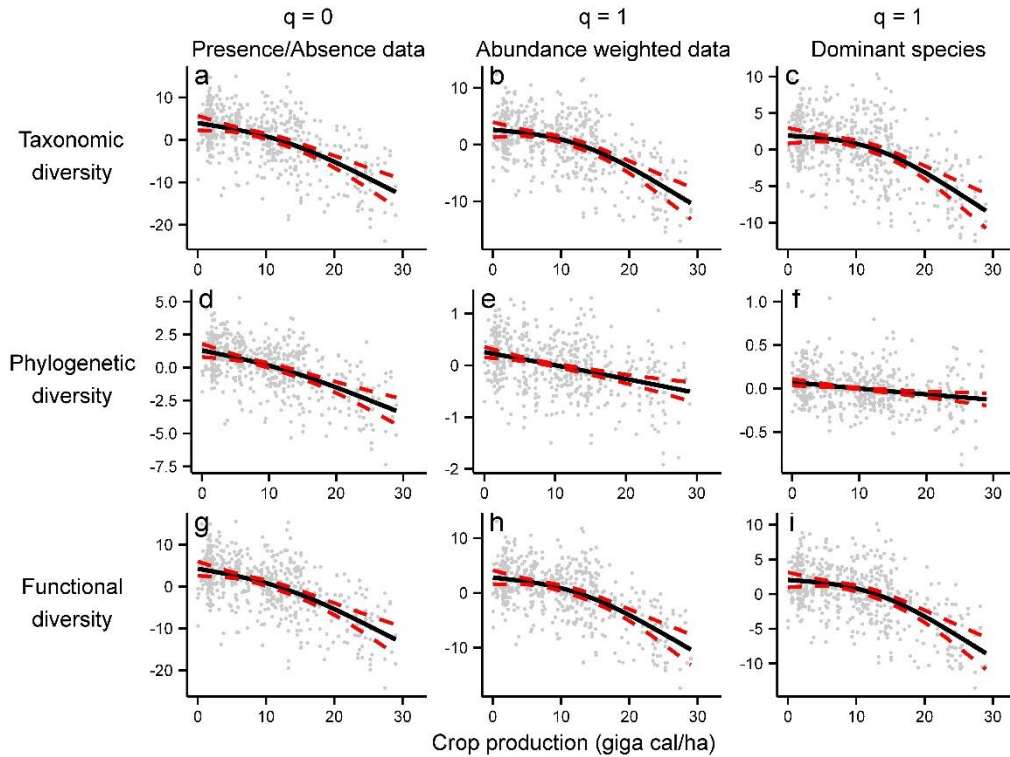 q = 0 q = 1 q = 1
Presence/Absence data Abundance weighted data Dominant species
a b c
10 10 10
5
0 0 0
-10 -5
-10 -10
-20
0 10 20 30 0 10 20 30 0 10 20 30
Taxonomic
diversity
d e f
5.0 1 1.0
2.5 0.5
0.0 0 0.0
-2.5
-5.0 -1 -0.5
-7.5 -2
0 10 20 30 0 10 20 30 0 10 20 30
Phylogenetic
diversity
g h i
10 10 10
5
0 0 0
-10 -5
-20 -10 -10
0 10 20 30 0 10 20 30 0 10 20 30
Functional
diversity
Crop production (giga cal/ha)